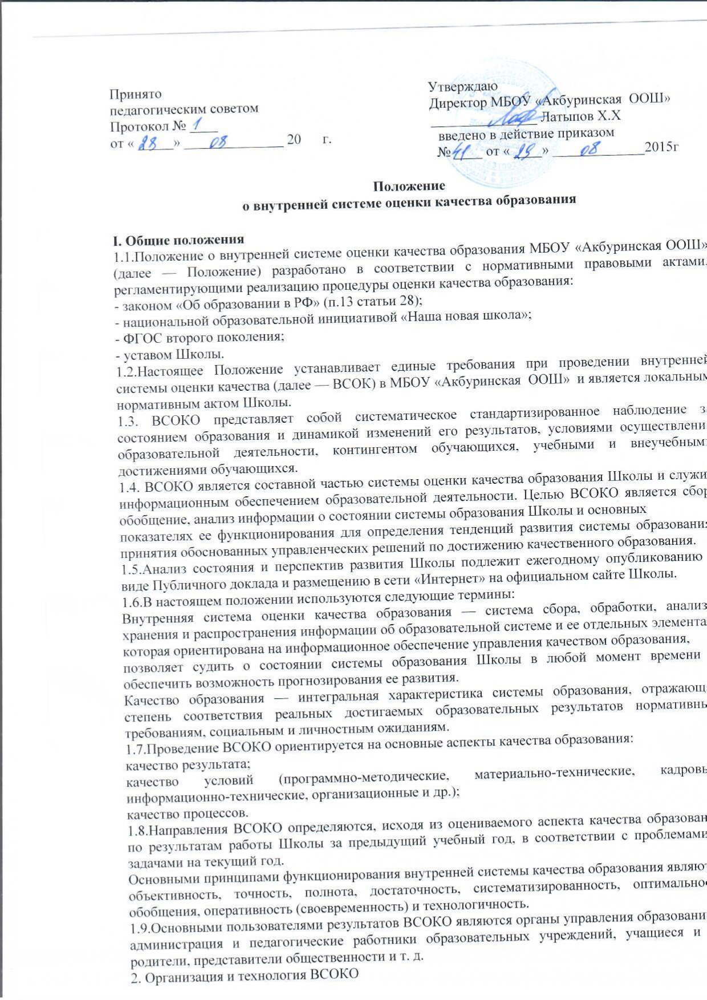 Принято
педагогическим советом
Протокол № 1
от « 28 » 08 20 г.
Утверждаю
Директор МБОУ «Акбуринская ООШ»
Латыпов Х.Х
введено в действие приказом
№ 41 от « 29 » 08 2015г
Положение
о внутренней системе оценки качества образования
I. Общие положения
1.1.Положение о внутренней системе оценки качества образования МБОУ «Акбуринская ООШ»
(далее — Положение) разработано в соответствии с нормативными правовыми актами,
регламентирующими реализацию процедуры оценки качества образования:
- законом «Об образовании в РФ» (п.13 статьи 28);
- национальной образовательной инициативой «Наша новая школа»;
- ФГОС второго поколения;
- уставом Школы.
1.2.Настоящее Положение устанавливает единые требования при проведении внутренней
системы оценки качества (далее — ВСОК) в МБОУ «Акбуринская ООШ» и является локальным
нормативным актом Школы.
1.3. ВСОКО представляет собой систематическое стандартизированное наблюдение з
состоянием образования и динамикой изменений его результатов, условиями осуществлени
образовательной деятельности, контингентом обучающихся, учебными и внеучебным
достижениями обучающихся.
1.4. ВСОКО является составной частью системы оценки качества образования Школы и служи
информационным обеспечением образовательной деятельности. Целью ВСОКО является сбор
обобщение, анализ информации о состоянии системы образования Школы и основных
показателях ее функционирования для определения тенденций развития системы образования
принятия обоснованных управленческих решений по достижению качественного образования.
1.5.Анализ состояния и перспектив развития Школы подлежит ежегодному опубликованию
виде Публичного доклада и размещению в сети «Интернет» на официальном сайте Школы.
1.6.В настоящем положении используются следующие термины:
Внутренняя система оценки качества образования — система сбора, обработки, анализ
хранения и распространения информации об образовательной системе и ее отдельных элемента
которая ориентирована на информационное обеспечение управления качеством образования,
позволяет судить о состоянии системы образования Школы в любой момент времени
обеспечить возможность прогнозирования ее развития.
Качество образования — интегральная характеристика системы образования, отражающ
степень соответствия реальных достигаемых образовательных результатов нормативны
требованиям, социальным и личностным ожиданиям.
1.7.Проведение ВСОКО ориентируется на основные аспекты качества образования:
качество результата;
качество условий (программно-методические, материально-технические, кадровы
информационно-технические, организационные и др.);
качество процессов.
1.8.Направления ВСОКО определяются, исходя из оцениваемого аспекта качества образован
по результатам работы Школы за предыдущий учебный год, в соответствии с проблемами
задачами на текущий год.
Основными принципами функционирования внутренней системы качества образования являют
объективность, точность, полнота, достаточность, систематизированность, оптимальнос
обобщения, оперативность (своевременность) и технологичность.
1.9.Основными пользователями результатов ВСОКО являются органы управления образовани
администрация и педагогические работники образовательных учреждений, учащиеся и
родители, представители общественности и т. д.
2. Организация и технология ВСОКО